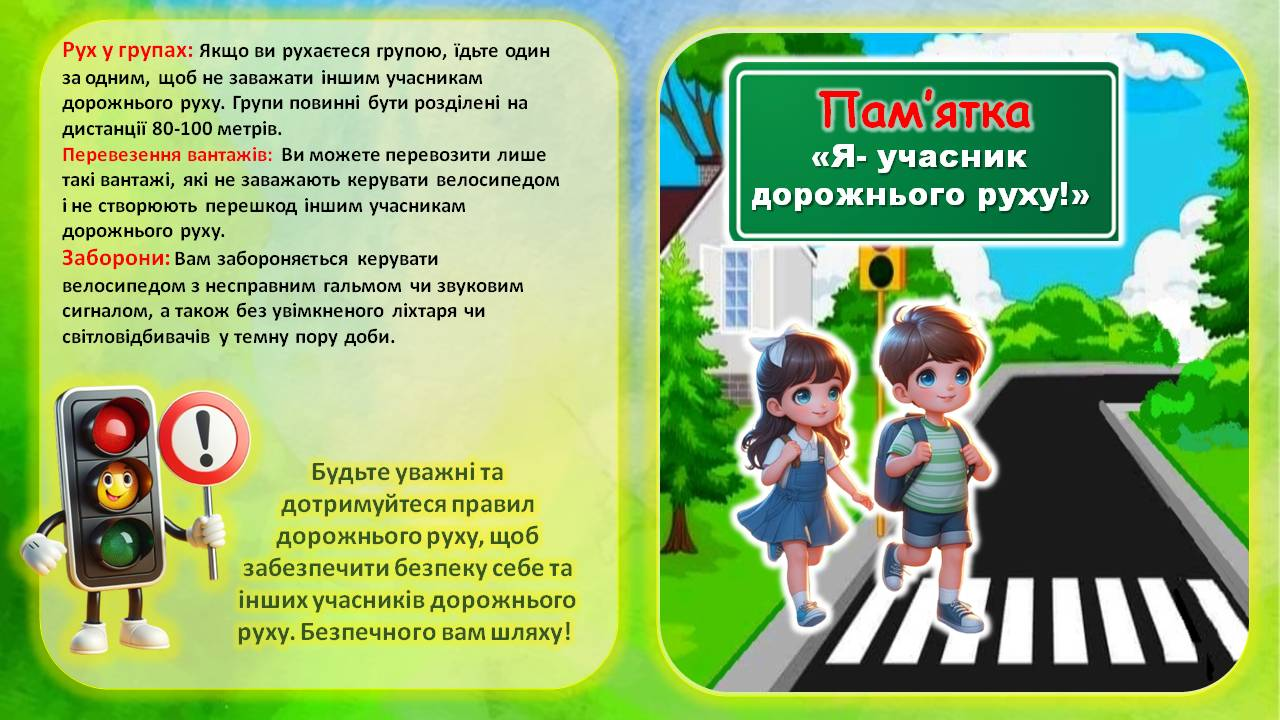 Рух у групах: Якщо ви рухаєтеся групою, їдьте один
за одним, щоб не заважати іншим учасникам
дорожнього руху. Групи повинні бути розділені на
дистанції 80-100 метрів.
Перевезення вантажів: Ви можете перевозити лише
такі вантажі, які не заважають керувати велосипедом
і не створюють перешкод іншим учасникам
дорожнього руху.
Заборони: Вам забороняється керувати
велосипедом з несправним гальмом чи звуковим
сигналом, а також без увімкненого ліхтаря чи
світловідбивачів у темну пору доби.
Будьте уважні та
дотримуйтеся правил
дорожнього руху, щоб
забезпечити безпеку себе та
інших учасників дорожнього
руху. Безпечного вам шляху!
Пам’ятка
«Я- учасник
дорожнього руху!»